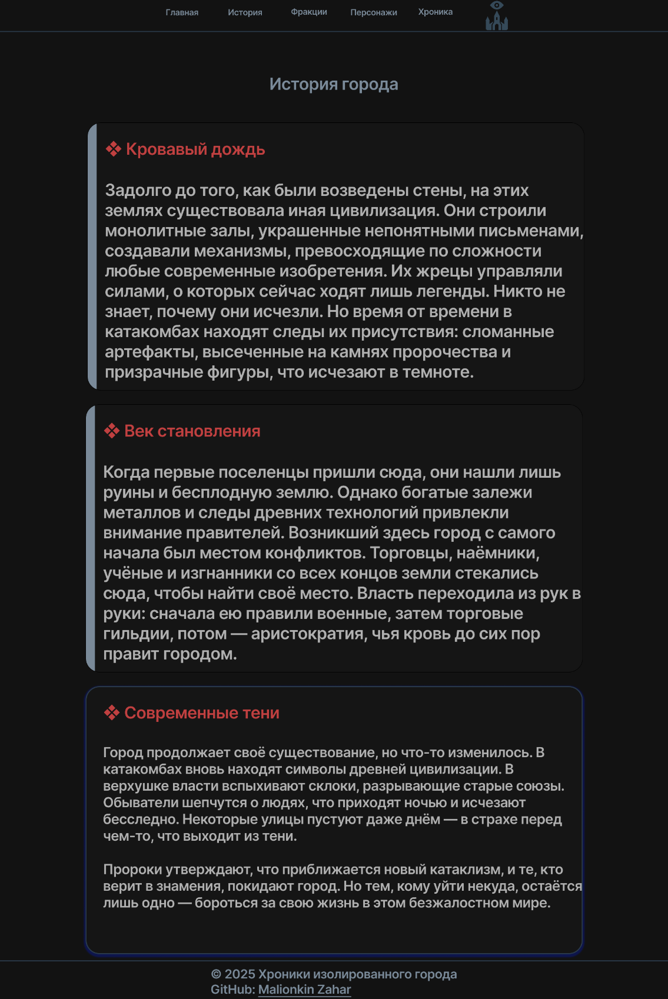 Главная История Фракции Персонажи Хроника
История города
❖ Кровавый дождь
Задолго до того, как были возведены стены, на этих
землях существовала иная цивилизация. Они строили
монолитные залы, украшенные непонятными письменами,
создавали механизмы, превосходящие по сложности
любые современные изобретения. Их жрецы управляли
силами, о которых сейчас ходят лишь легенды. Никто не
знает, почему они исчезли. Но время от времени в
катакомбах находят следы их присутствия: сломанные
артефакты, высеченные на камнях пророчества и
призрачные фигуры, что исчезают в темноте.
❖ Век становления
Когда первые поселенцы пришли сюда, они нашли лишь
руины и бесплодную землю. Однако богатые залежи
металлов и следы древних технологий привлекли
внимание правителей. Возникший здесь город с самого
начала был местом конфликтов. Торговцы, наёмники,
учёные и изгнанники со всех концов земли стекались
сюда, чтобы найти своё место. Власть переходила из рук в
руки: сначала ею правили военные, затем торговые
гильдии, потом — аристократия, чья кровь до сих пор
правит городом.
❖ Современные тени
Город продолжает своё существование, но что-то изменилось. В
катакомбах вновь находят символы древней цивилизации. В
верхушке власти вспыхивают склоки, разрывающие старые союзы.
Обыватели шепчутся о людях, что приходят ночью и исчезают
бесследно. Некоторые улицы пустуют даже днём — в страхе перед
чем-то, что выходит из тени.
Пророки утверждают, что приближается новый катаклизм, и те, кто
верит в знамения, покидают город. Но тем, кому уйти некуда, остаётся
лишь одно — бороться за свою жизнь в этом безжалостном мире.
© 2025 Хроники изолированного города
GitHub: Malionkin Zahar